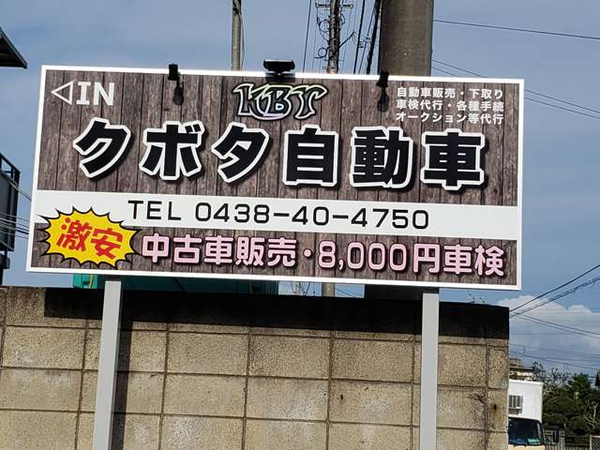 ◁IN
KBT
自動車販売・下取り
車検代行・各種手続
オークション等代行
クボタ自動車
TEL 0438-40-4750
激安
中古車販売・8,000円車検